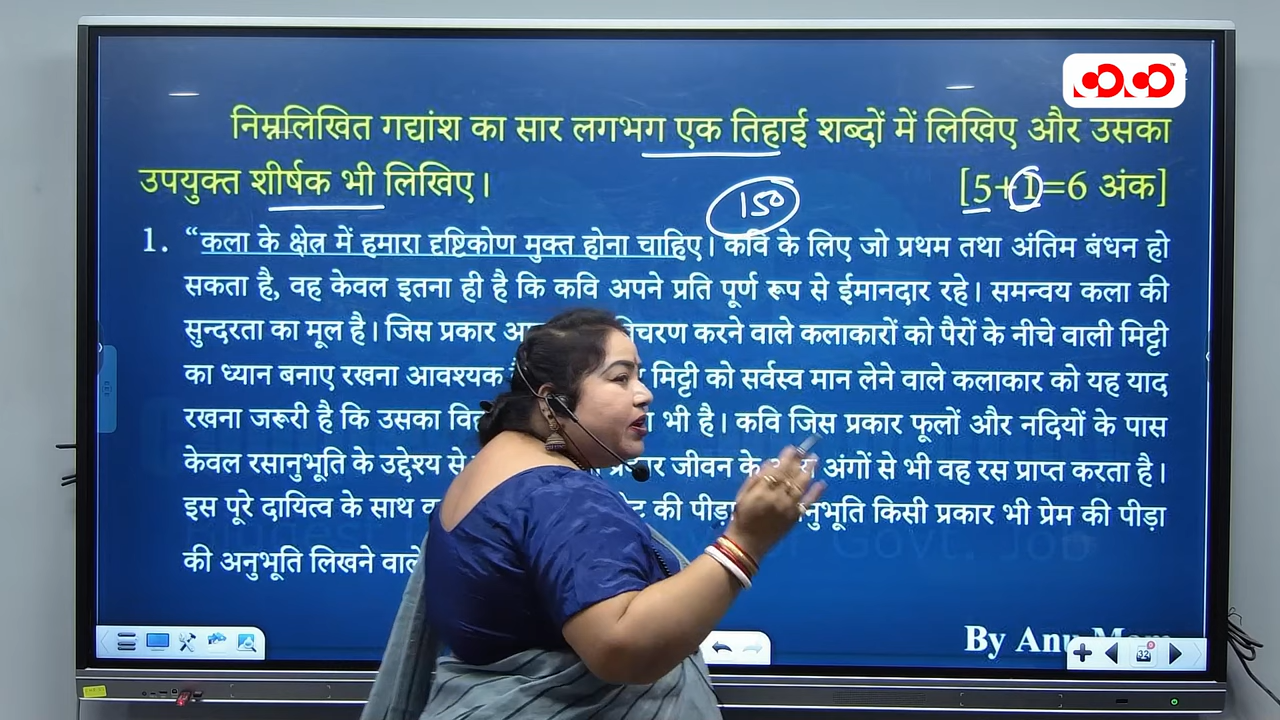 निम्नलिखित गद्यांश का सार लगभग एक तिहाई शब्दों में लिखिए और उसका
उपयुक्त शीर्षक भी लिखिए। [5+1=6 अंक]
150
1. “कला के क्षेत्र में हमारा दृष्टिकोण मुक्त होना चाहिए। कवि के लिए जो प्रथम तथा अंतिम बंधन हो
सकता है, वह केवल इतना ही है कि कवि अपने प्रति पूर्ण रूप से ईमानदार रहे। समन्वय कला की
सुन्दरता का मूल है। जिस प्रकार करने वाले कलाकारों को पैरों के नीचे वाली मिट्टी
का ध्यान बनाए रखना आवश्यक मिट्टी को सर्वस्व मान लेने वाले कलाकार को यह याद
रखना जरूरी है कि उसका भी है। कवि जिस प्रकार फूलों और नदियों के पास
केवल रसानुभूति के उद्देश्य से जीवन के अंगों से भी वह रस प्राप्त करता है।
इस पूरे दायित्व के साथ की किसी प्रकार भी प्रेम की पीड़ा
की अनुभूति लिखने वाले
By Anu